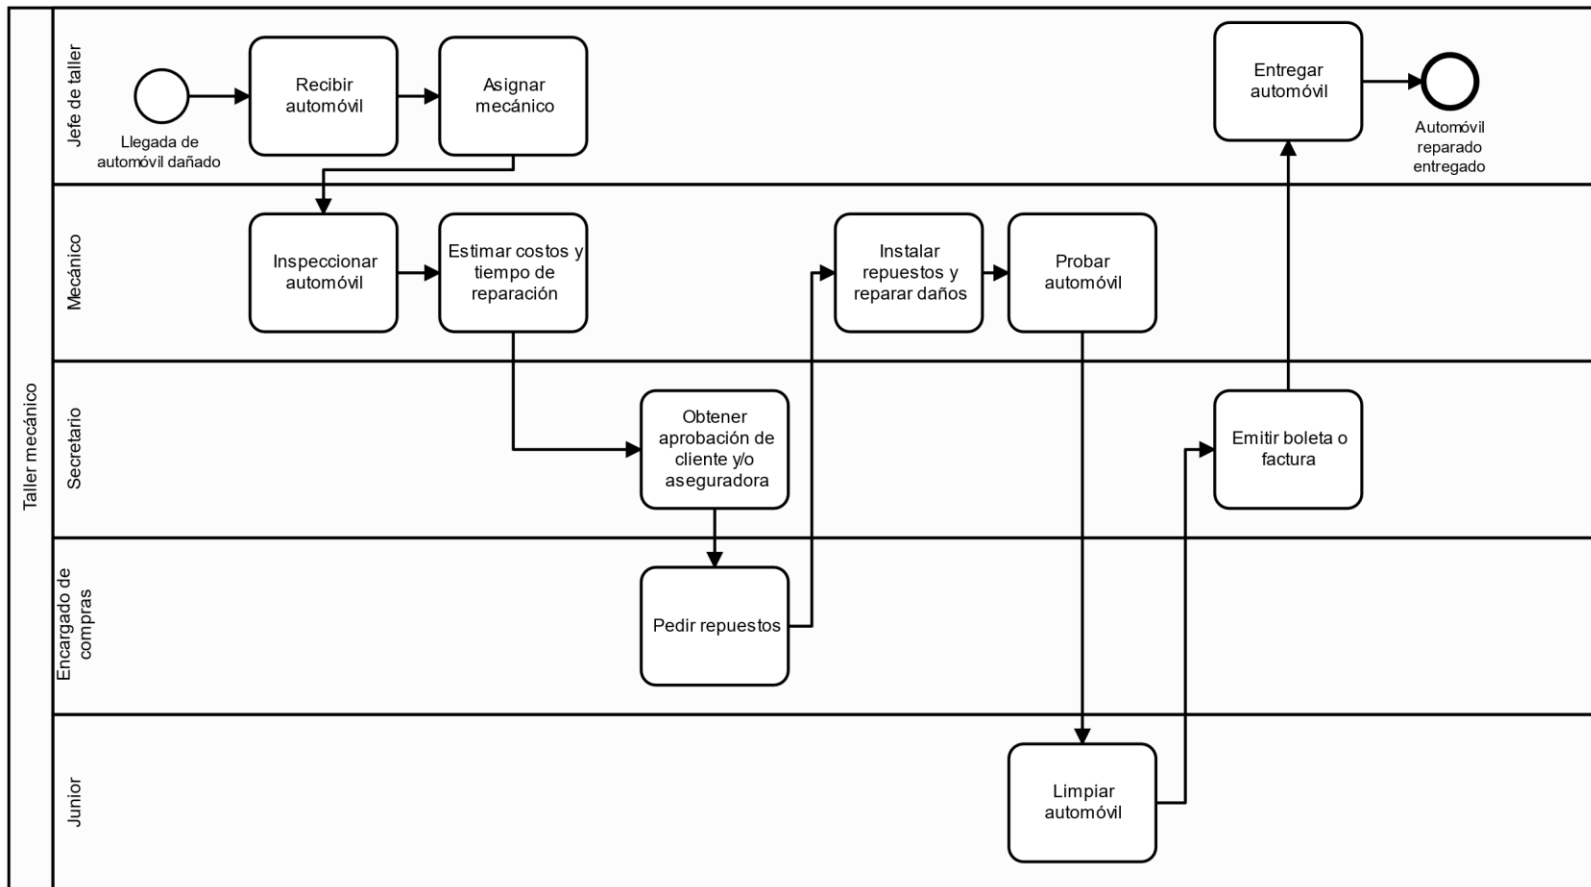 Taller mecánico
Jefe de taller
Llegada de
automóvil dañado
Recibir
automóvil
Asignar
mecánico
Entregar
automóvil
Automóvil
reparado
entregado
Mecánico
Inspeccionar
automóvil
Estimar costos y
tiempo de
reparación
Instalar
repuestos y
reparar daños
Probar
automóvil
Secretario
Obtener
aprobación de
cliente y/o
aseguradora
Emitir boleta o
factura
Encargado de
compras
Pedir repuestos
Junior
Limpiar
automóvil